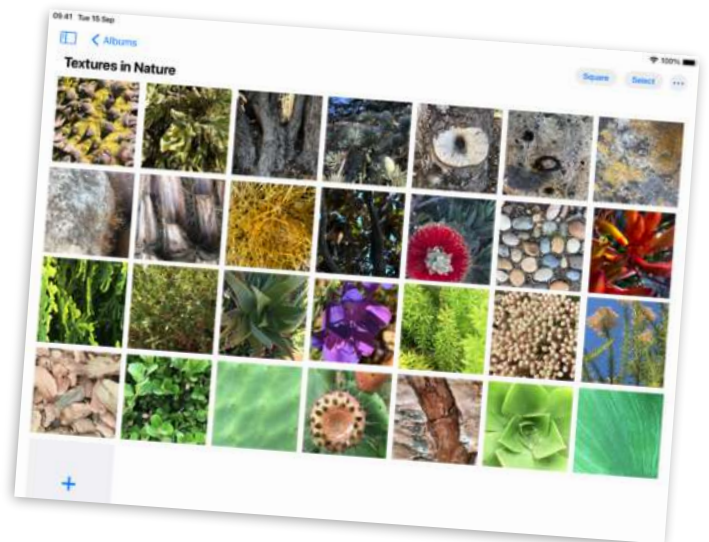 09:41 Tue 15 Sep
100%
Albums
Textures in Nature
Square
Select